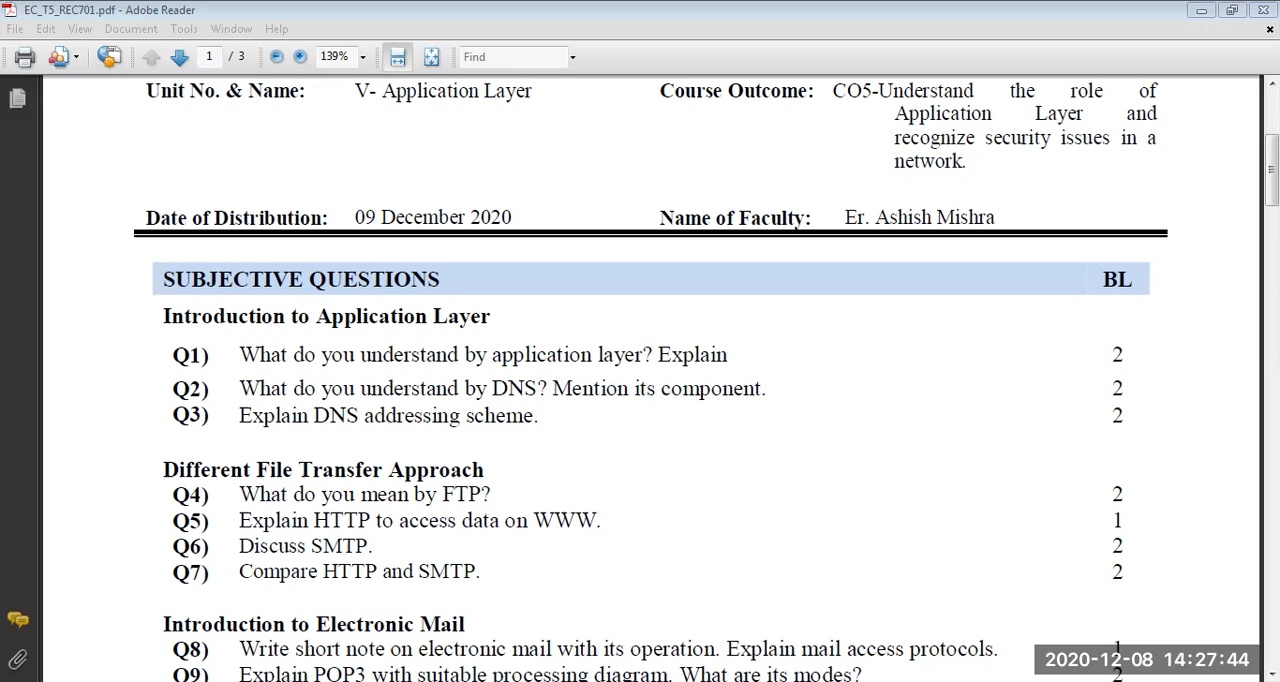 EC_T5_REC701.pdf - Adobe Reader
File Edit View Document Tools Window Help
1 / 3 139% Find
Unit No. & Name: V- Application Layer Course Outcome: CO5-Understand the role of
Application Layer and
recognize security issues in a
network.
Date of Distribution: 09 December 2020 Name of Faculty: Er. Ashish Mishra
SUBJECTIVE QUESTIONS BL
Introduction to Application Layer
Q1) What do you understand by application layer? Explain 2
Q2) What do you understand by DNS? Mention its component. 2
Q3) Explain DNS addressing scheme. 2
Different File Transfer Approach
Q4) What do you mean by FTP? 2
Q5) Explain HTTP to access data on WWW. 1
Q6) Discuss SMTP. 2
Q7) Compare HTTP and SMTP. 2
Introduction to Electronic Mail
Q8) Write short note on electronic mail with its operation. Explain mail access protocols. 1
2020-12-08 14:27:44
Q9) Explain POP3 with suitable processing diagram. What are its modes? 2